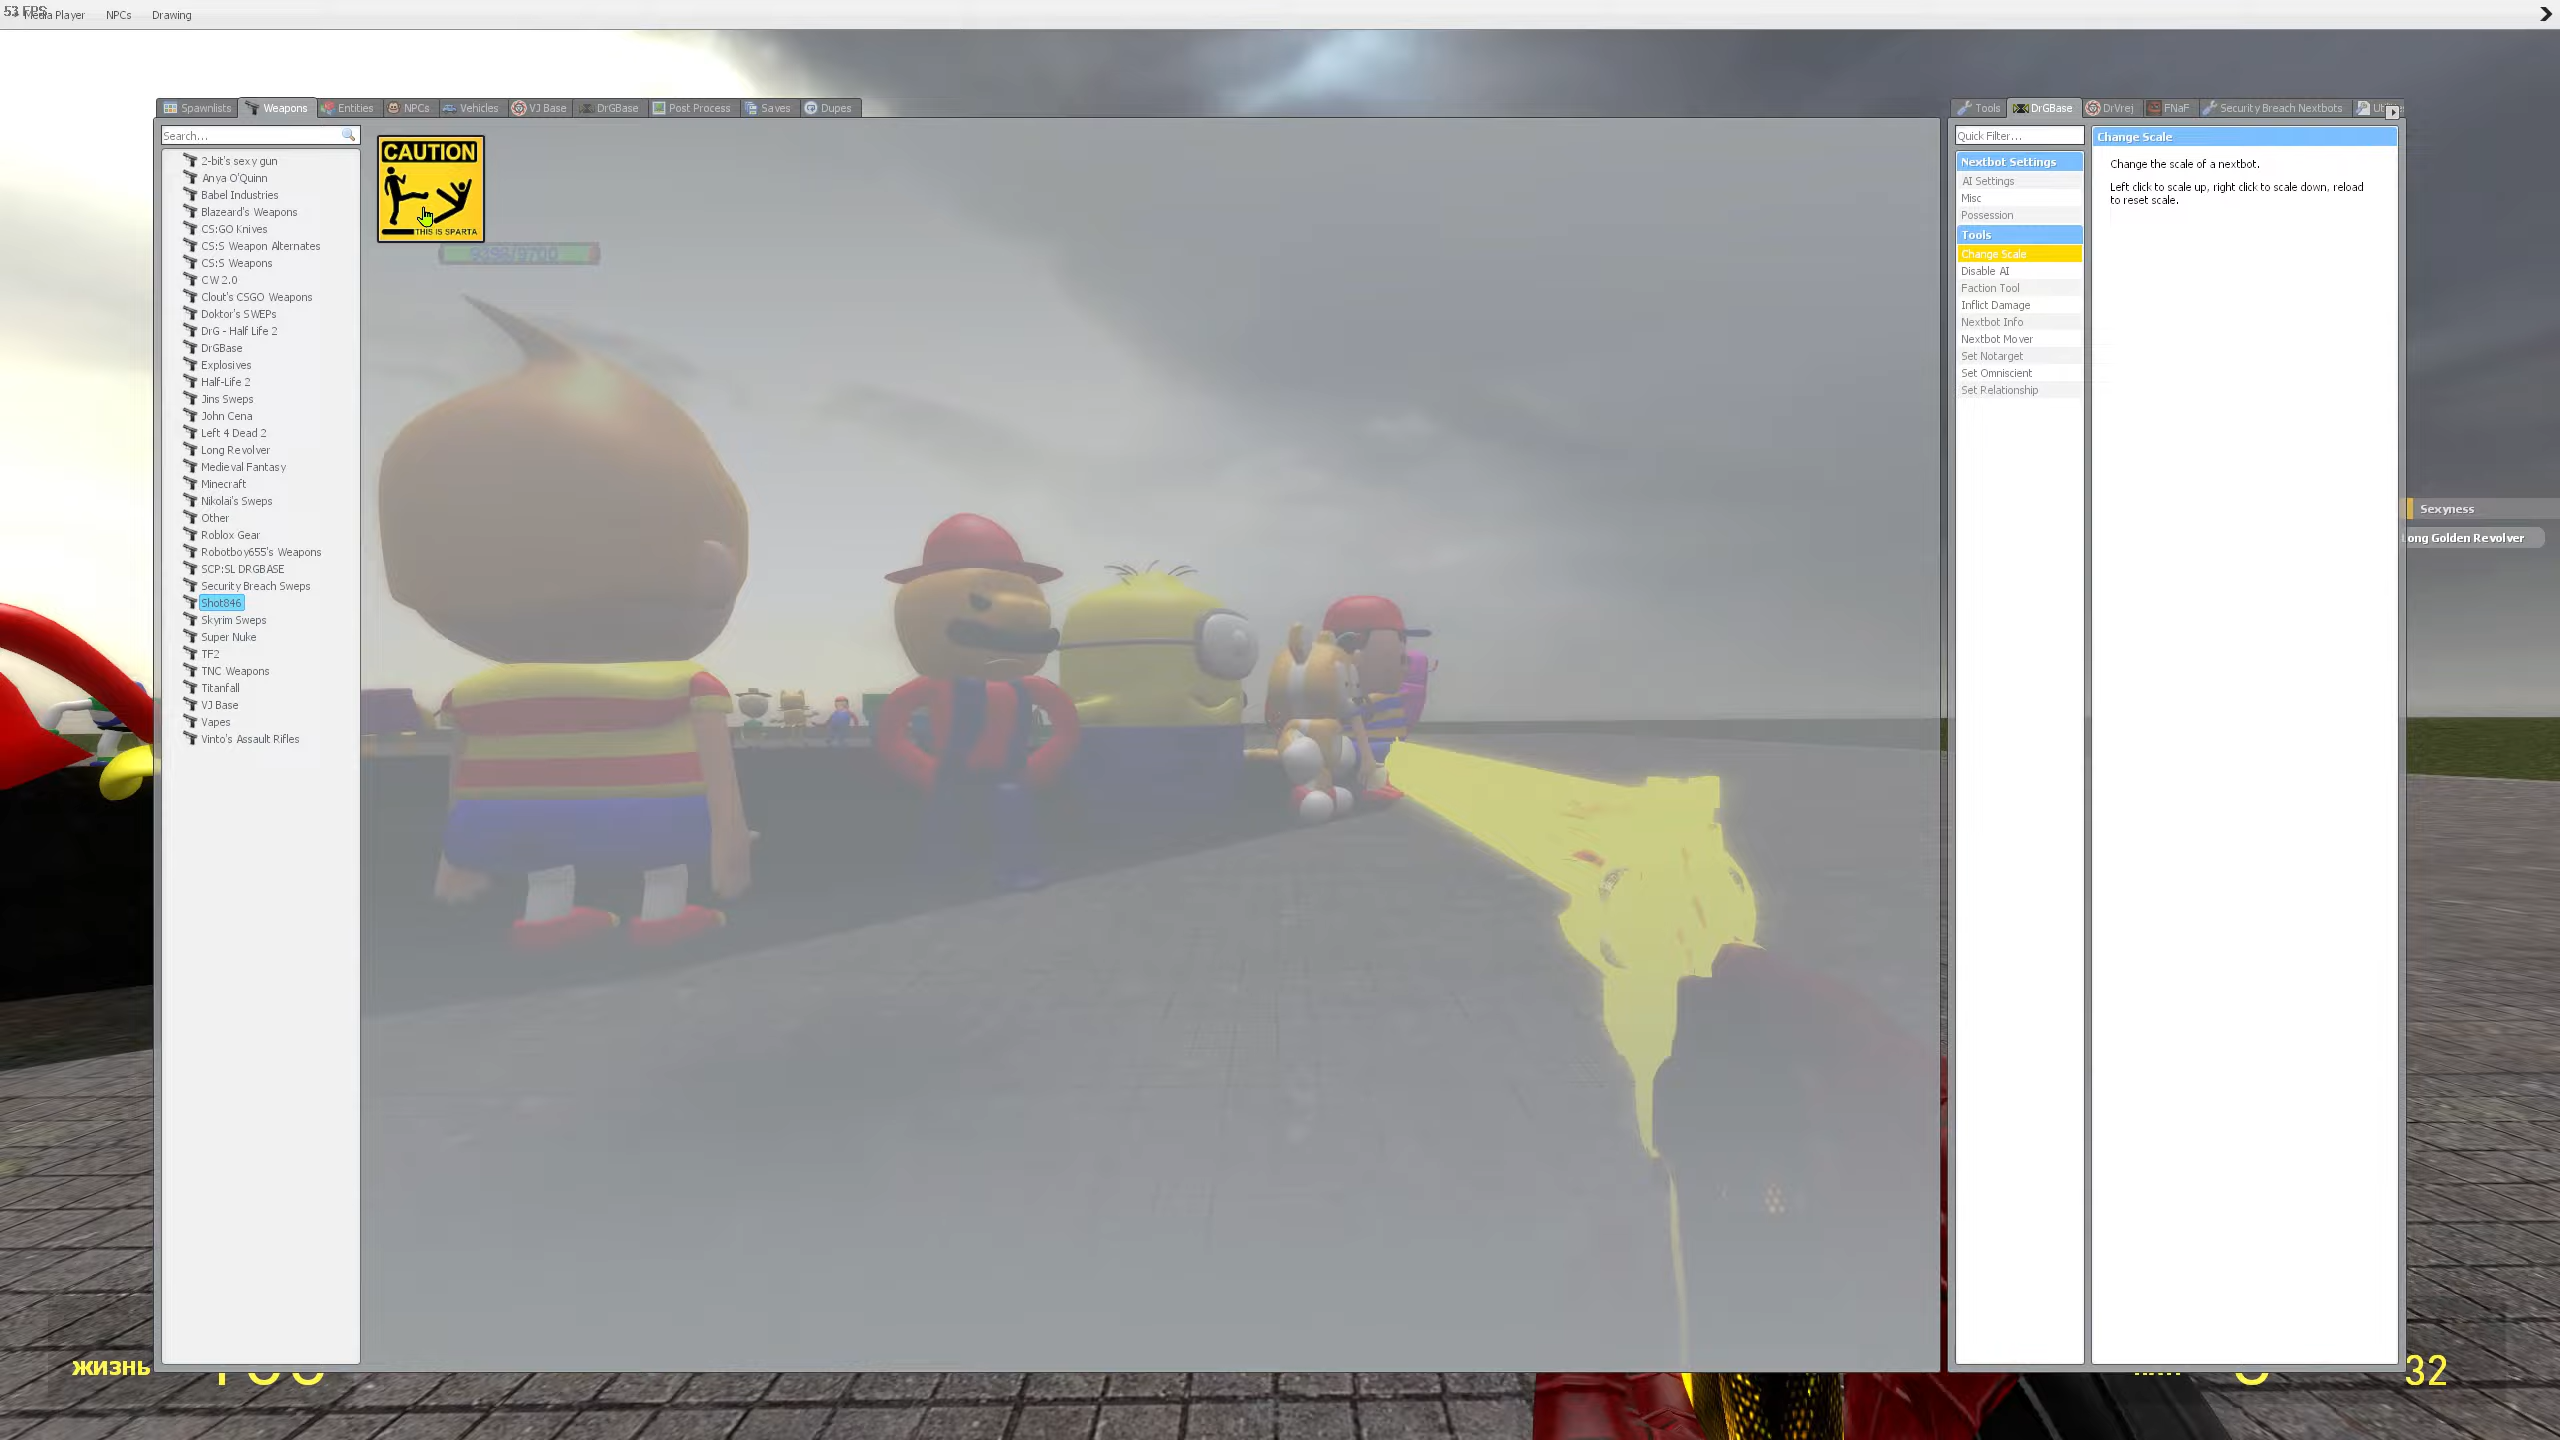 53 FPS
Media Player NPCs Drawing
Spawnlists Weapons Entities NPCs Vehicles VJ Base DrGBase Post Process Saves Dupes
Search...
2-bit's sexy gun
Anya O'Quinn
Babel Industries
Blazeard's Weapons
CS:GO Knives
CS:S Weapon Alternates
CS:S Weapons
CW 2.0
Clout's CSGO Weapons
Doktor's SWEPs
DrG - Half Life 2
DrGBase
Explosives
Half-Life 2
Jins Sweps
John Cena
Left 4 Dead 2
Long Revolver
Medieval Fantasy
Minecraft
Nikolai's Sweps
Other
Roblox Gear
Robotboy655's Weapons
SCP:SL DRGBASE
Security Breach Sweps
Shot846
Skyrim Sweps
Super Nuke
TF2
TNC Weapons
Titanfall
VJ Base
Vapes
Vinto's Assault Rifles
CAUTION
THIS IS SPARTA
Tools DrGBase DrVrej FNaF Security Breach Nextbots
Quick Filter...
Nextbot Settings
AI Settings
Misc
Possession
Tools
Change Scale
Disable AI
Faction Tool
Inflict Damage
Nextbot Info
Nextbot Mover
Set Notarget
Set Omniscient
Set Relationship
Change Scale
Change the scale of a nextbot.
Left click to scale up, right click to scale down, reload
to reset scale.
Sexyness
ong Golden Revolver
ЖИЗНЬ
32